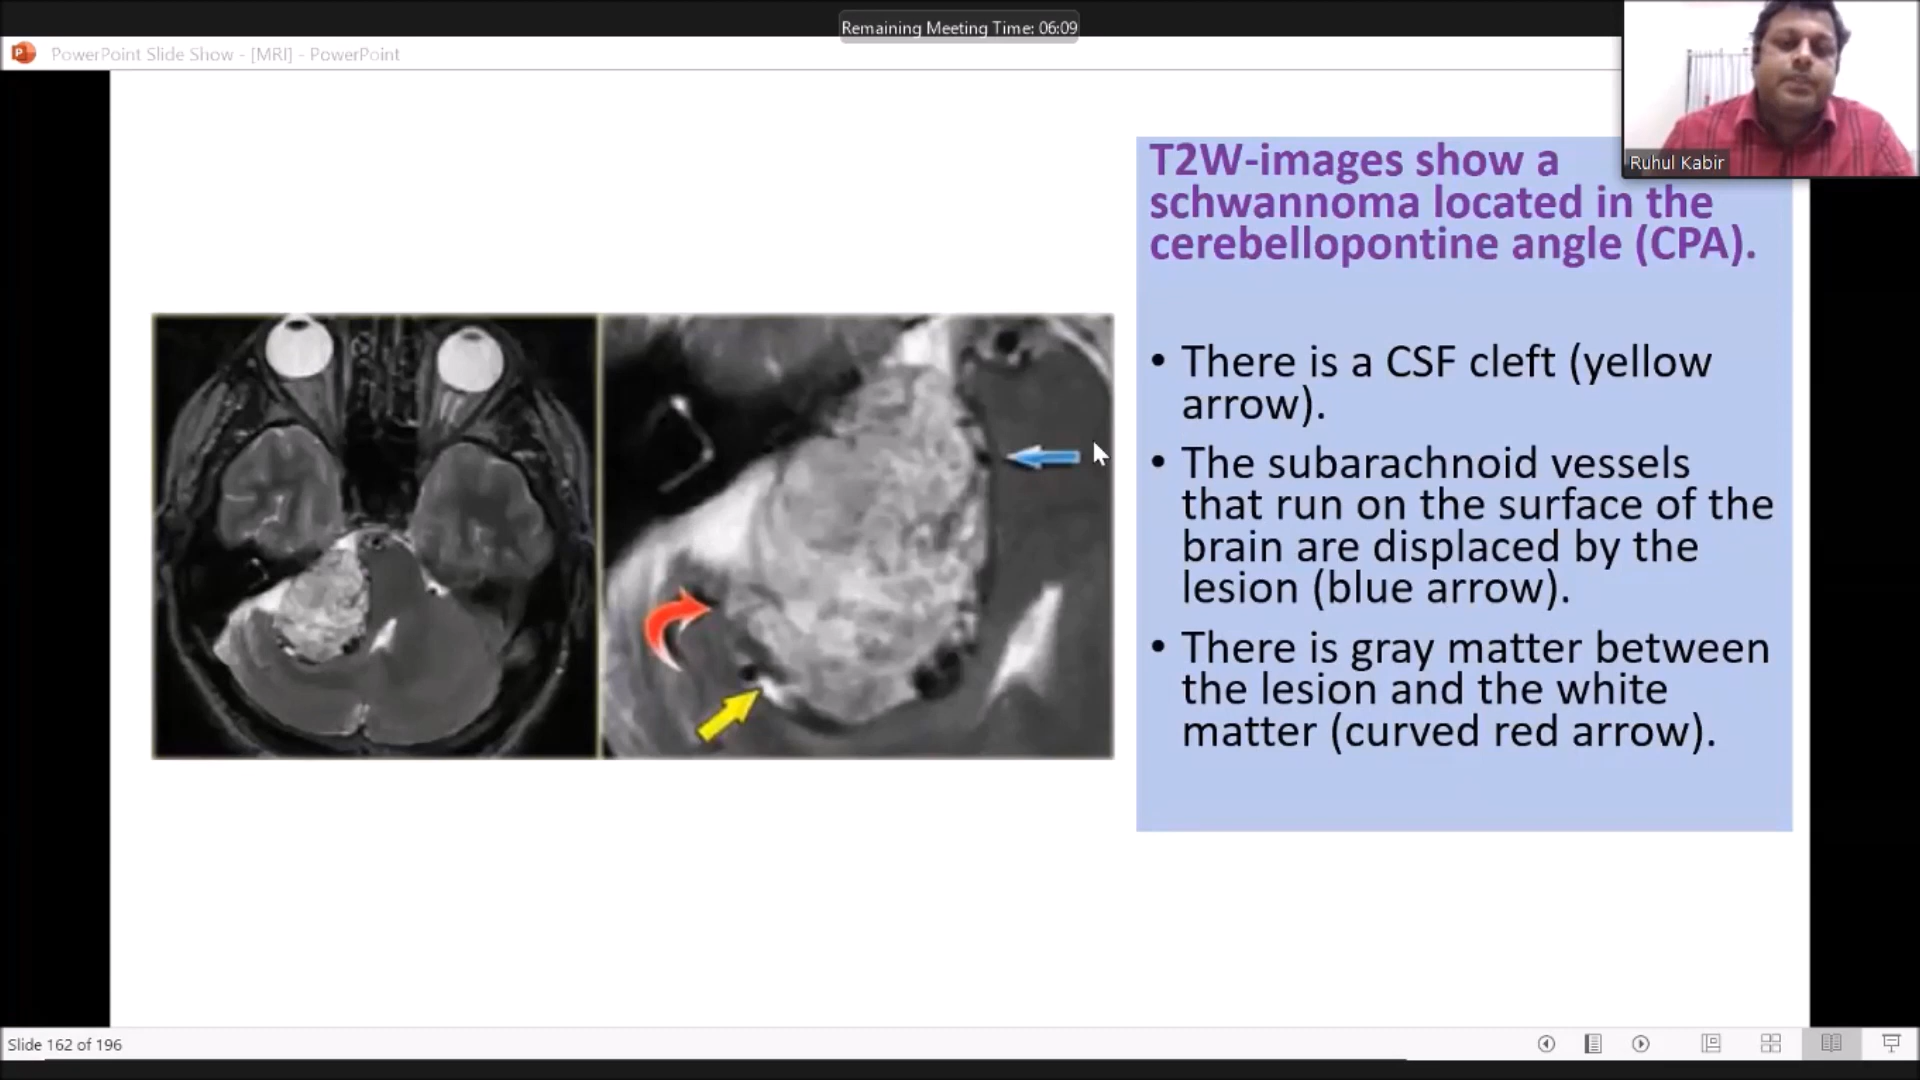 Remaining Meeting Time: 06:09
PowerPoint Slide Show - [MRI] - PowerPoint
Ruhul Kabir
T2W-images show a
schwannoma located in the
cerebellopontine angle (CPA).
• There is a CSF cleft (yellow
arrow).
• The subarachnoid vessels
that run on the surface of the
brain are displaced by the
lesion (blue arrow).
• There is gray matter between
the lesion and the white
matter (curved red arrow).
Slide 162 of 196